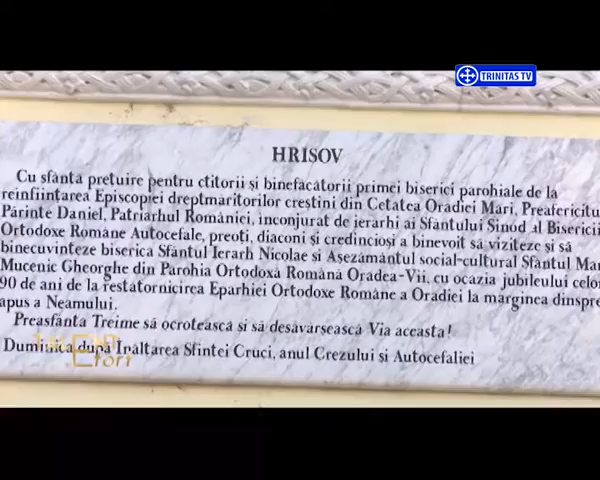 TRINITAS TV
HRISOV
Cu sfântă prețuire pentru ctitorii și binefăcătorii primei biserici parohiale de la
reînființarea Episcopiei dreptmăritorilor creștini din Cetatea Oradiei Mari, Preafericitu
Părinte Daniel, Patriarhul României, înconjurat de ierarhi ai Sfântului Sinod al Bisericii
Ortodoxe Române Autocefale, preoți, diaconi și credincioși a binevoit să viziteze și să
binecuvinteze biserica Sfântul Ierarh Nicolae și Așezământul social-cultural Sfântul Mar
Mucenic Gheorghe din Parohia Ortodoxă Română Oradea-Vii, cu ocazia jubileului celor
90 de ani de la restatornicirea Eparhiei Ortodoxe Române a Oradiei la marginea dinspre
apus a Neamului.
Preasfânta Treime să ocrotească și să desăvârșească Via aceasta!
Duminica după Înălțarea Sfintei Cruci, anul Crezului și Autocefaliei